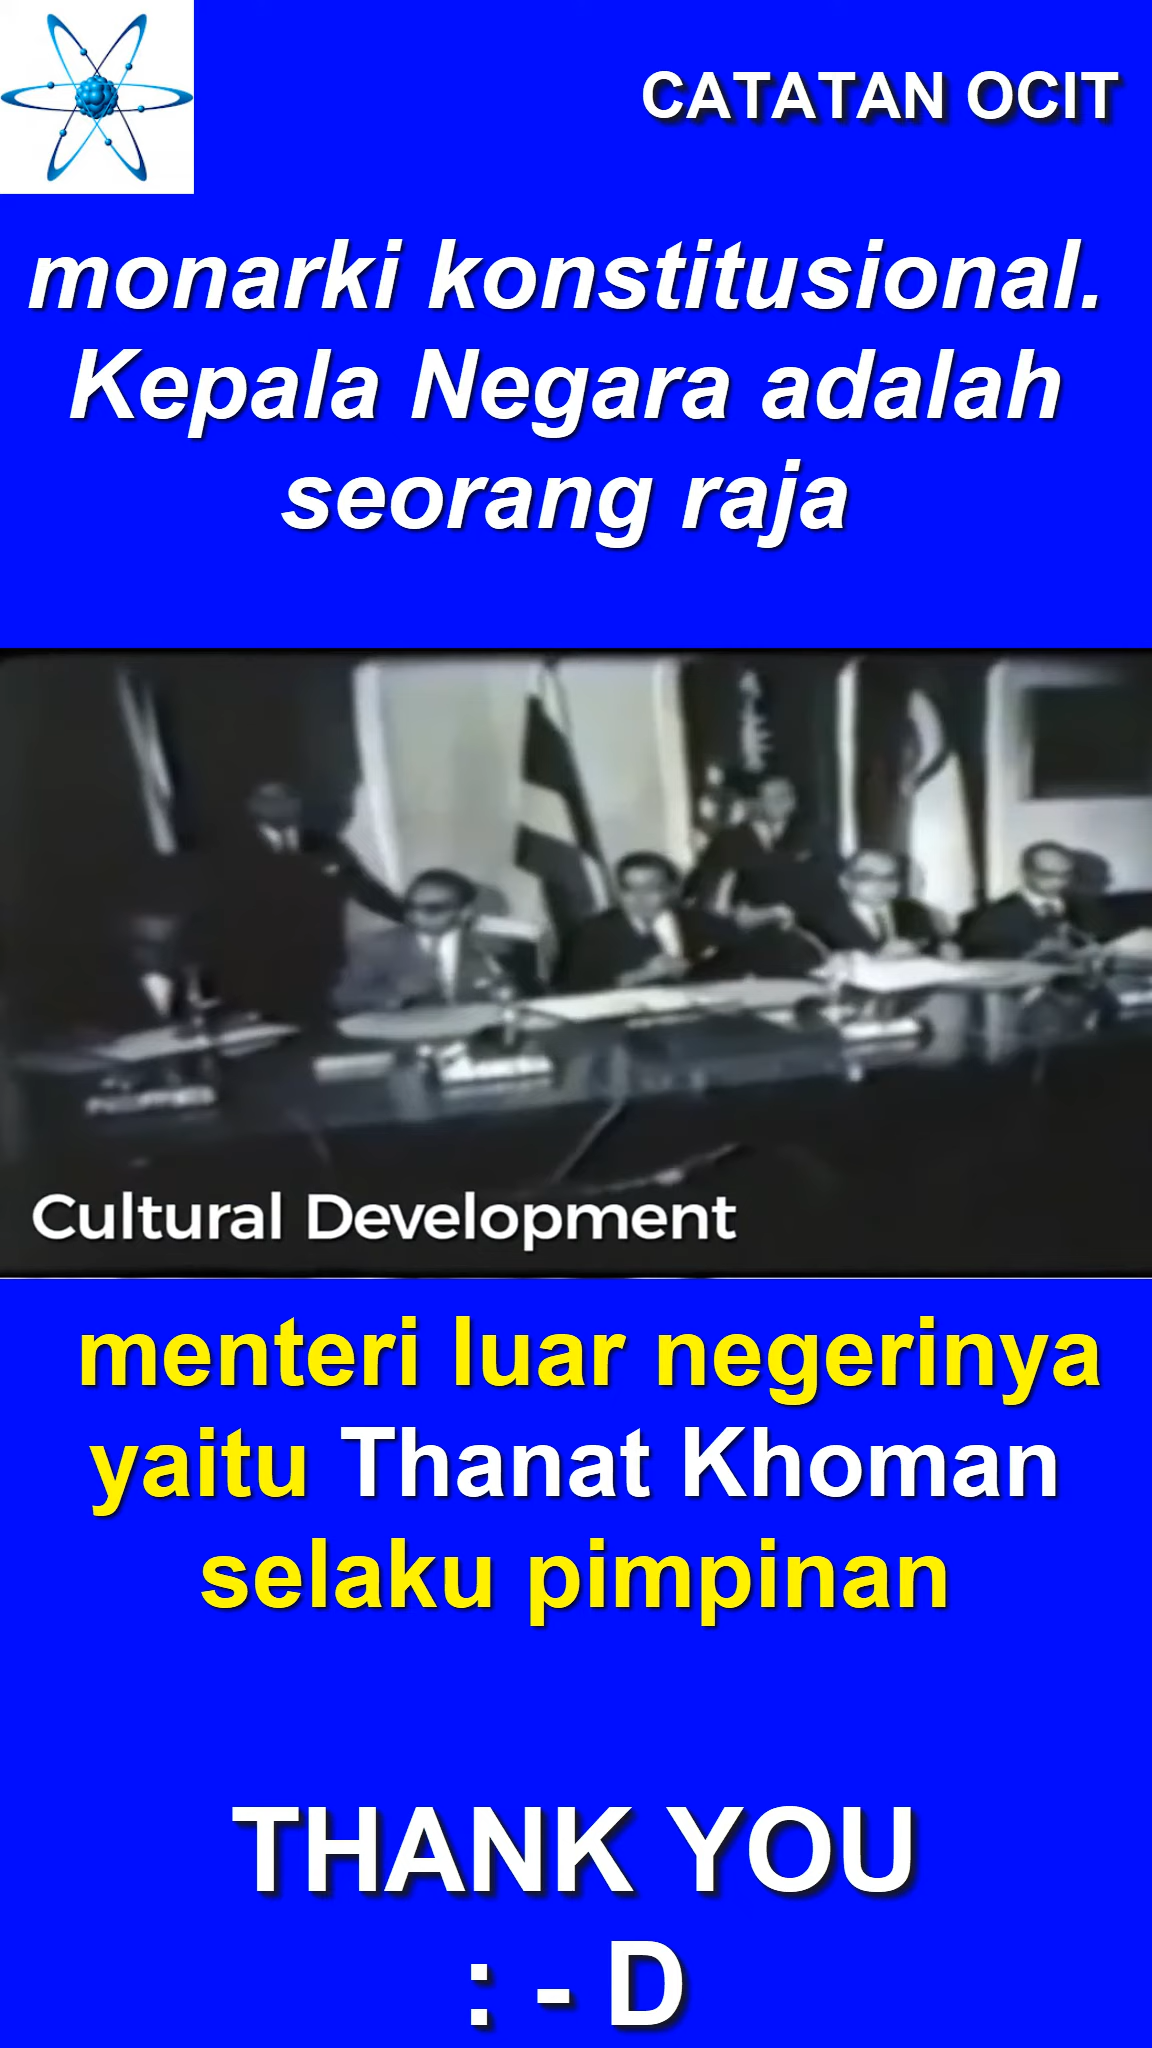 CATATAN OCIT
monarki konstitusional.
Kepala Negara adalah
seorang raja
Cultural Development
menteri luar negerinya
yaitu Thanat Khoman
selaku pimpinan
THANK YOU
: - D